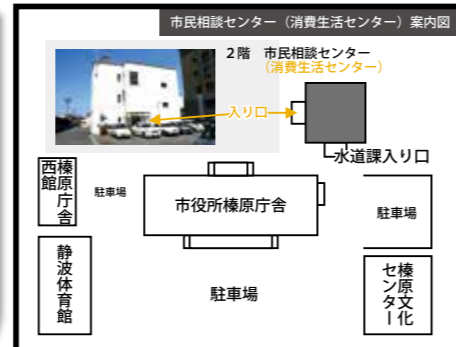 市民相談センター（消費生活センター）案内図
２階　市民相談センター
（消費生活センター）
入り口
水道課入り口
榛原庁舎
西館
駐車場
市役所榛原庁舎
駐車場
静波体育館
駐車場
榛原文化
センター